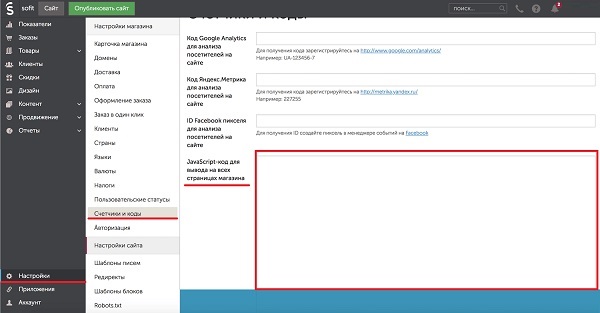 sofit
Сайт
Опубликовать сайт
поиск...
Показатели
Заказы
Товары
Клиенты
Скидки
Дизайн
Контент
Продвижение
Отчеты
Настройки
Приложения
Аккаунт
Настройки магазина
Карточка магазина
Домены
Доставка
Оплата
Оформление заказа
Заказ в один клик
Клиенты
Страны
Языки
Валюты
Налоги
Пользовательские статусы
Счетчики и коды
Авторизация
Настройки сайта
Шаблоны писем
Редиректы
Шаблоны блоков
Robots.txt
Счетчики и коды
Код Google Analytics
для анализа
посетителей на
сайте
Для получения кода зарегистрируйтесь на http://www.google.com/analytics/
Например: UA-123456-7
Код Яндекс.Метрика
для анализа
посетителей на
сайте
Для получения кода зарегистрируйтесь на http://metrika.yandex.ru/
Например: 227255
ID Facebook пикселя
для анализа
посетителей на
сайте
Для получения ID создайте пиксель в менеджере событий на facebook
JavaScript-код для
вывода на всех
страницах магазина